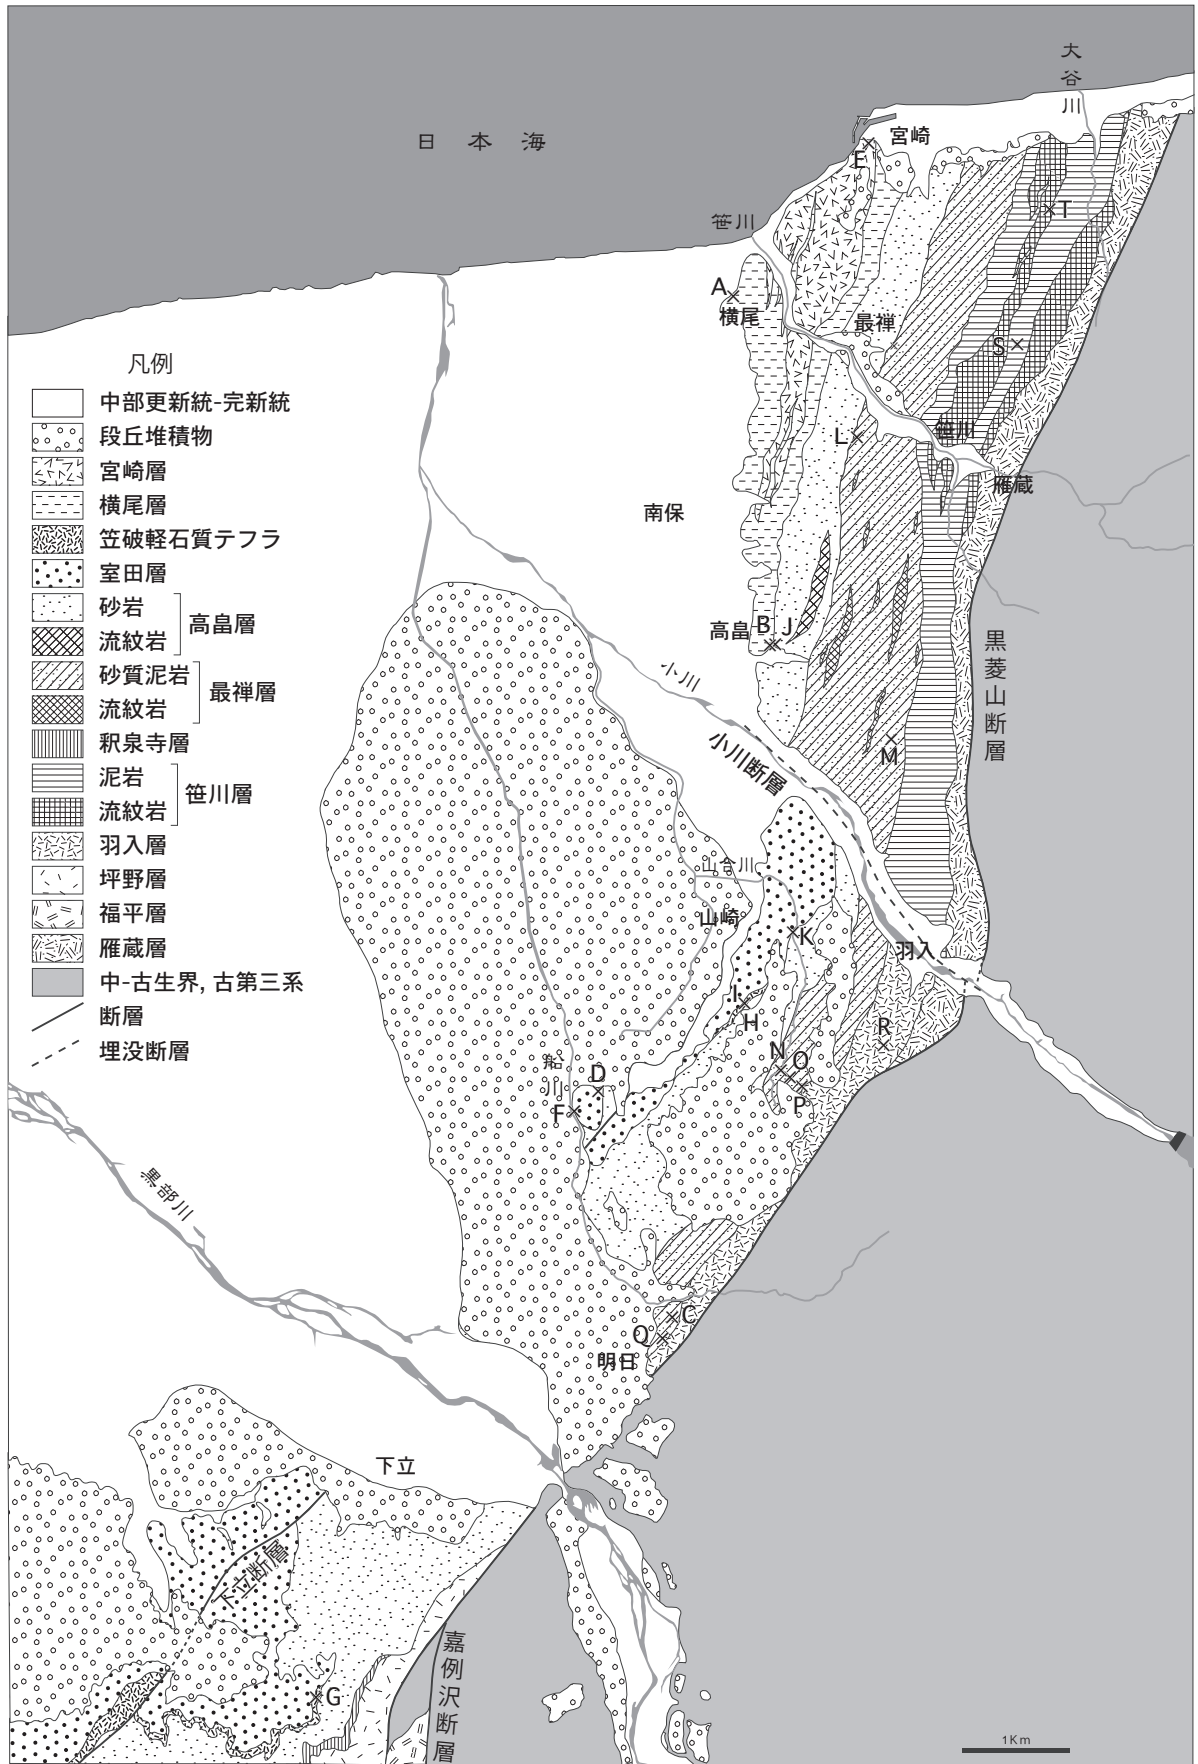 大谷川
日本海
宮崎
E
T
笹川
A
横尾
最禅
S
凡例
中部更新統-完新統
段丘堆積物
宮崎層
横尾層
笠破軽石質テフラ
室田層
砂岩
流紋岩
高畠層
砂質泥岩
流紋岩
最禅層
釈泉寺層
泥岩
流紋岩
笹川層
羽入層
坪野層
福平層
雁蔵層
中-古生界, 古第三系
断層
埋没断層
L
笹川
雁蔵
南保
高畠
B
J
黒菱山断層
小川
小川断層
M
山合川
山崎
K
羽入
I
H
R
船川
D
F
N
O
P
黒部川
C
Q
明日
下立
下立断層
G
嘉例沢断層
1Km